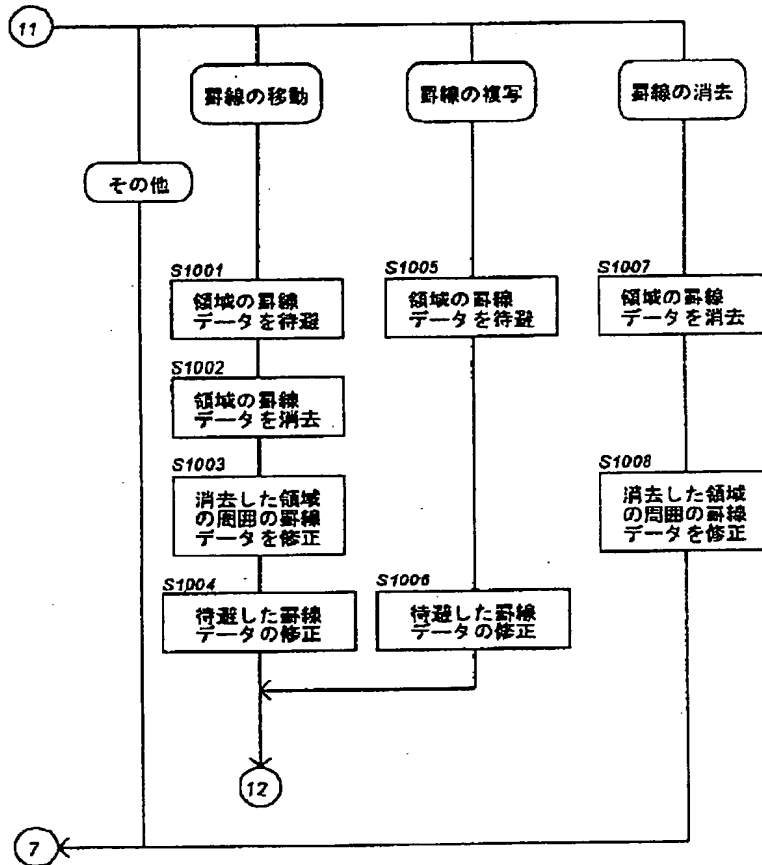 11
罫線の移動
罫線の複写
罫線の消去
その他
S1001
領域の罫線
データを待避
S1005
領域の罫線
データを待避
S1007
領域の罫線
データを消去
S1002
領域の罫線
データを消去
S1003
消去した領域
の周囲の罫線
データを修正
S1008
消去した領域
の周囲の罫線
データを修正
S1004
待避した罫線
データの修正
S1006
待避した罫線
データの修正
12
7